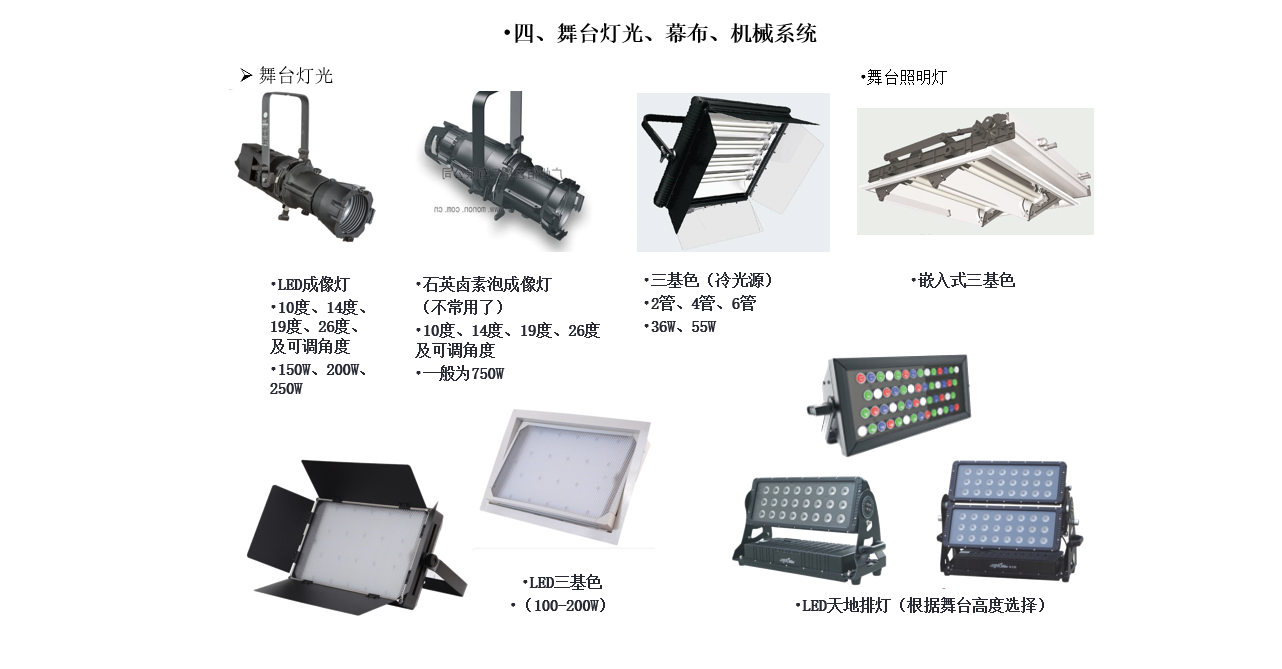 •四、舞台灯光、幕布、机械系统
➢ 舞台灯光
•舞台照明灯
www.monon.com.cn
•LED成像灯
•10度、14度、
19度、26度、
及可调角度
•150W、200W、
250W
•石英卤素泡成像灯
（不常用了）
•10度、14度、19度、26度
及可调角度
•一般为750W
•三基色（冷光源）
•2管、4管、6管
•36W、55W
•嵌入式三基色
•LED三基色
•（100-200W）
•LED天地排灯（根据舞台高度选择）